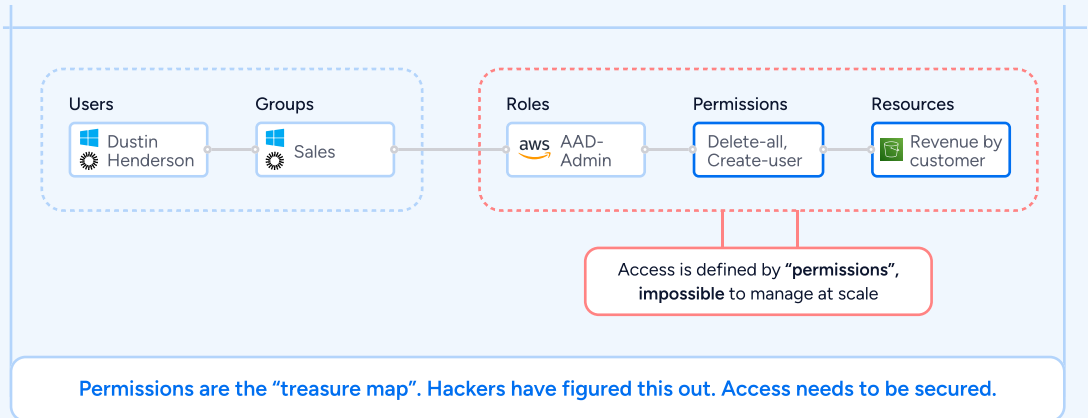 Users
Groups
Roles
Permissions
Resources
Dustin
Henderson
Sales
aws
AAD-
Admin
Delete-all,
Create-user
Revenue by
customer
Access is defined by “permissions”,
impossible to manage at scale
Permissions are the “treasure map”. Hackers have figured this out. Access needs to be secured.